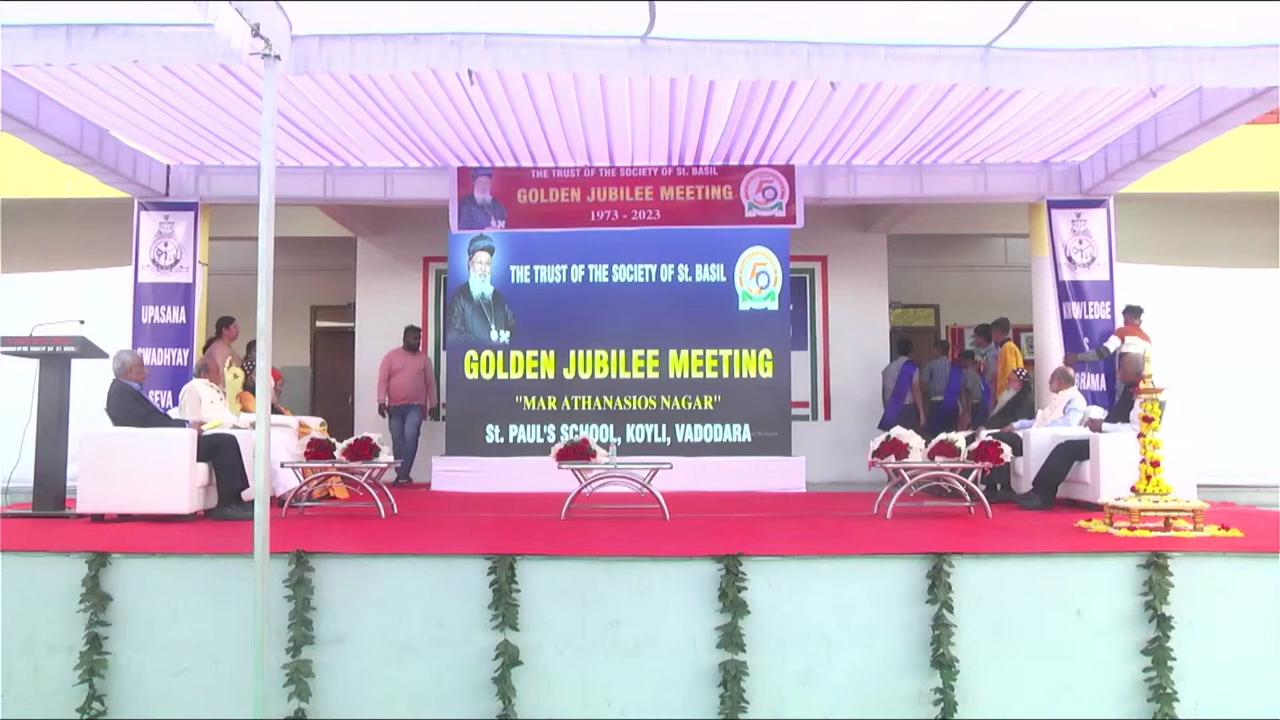 THE TRUST OF THE SOCIETY OF St. BASIL
GOLDEN JUBILEE MEETING
1973 - 2023
THE TRUST OF THE SOCIETY OF St. BASIL
50
GOLDEN JUBILEE MEETING
"MAR ATHANASIOS NAGAR"
St. PAUL'S SCHOOL, KOYLI, VADODARA
UPASANA
SWADHYAY
SEVA
KNOWLEDGE